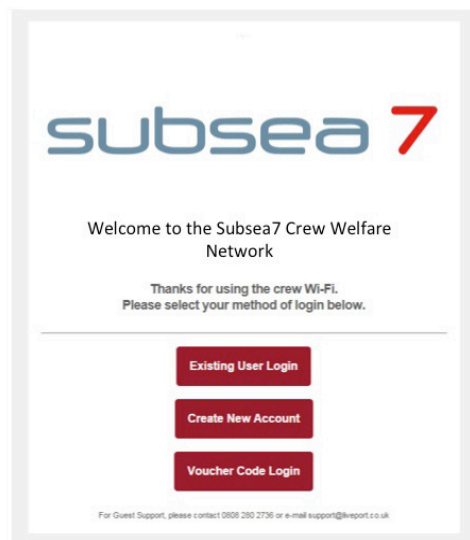 subsea 7
Welcome to the Subsea7 Crew Welfare
Network
Thanks for using the crew Wi-Fi.
Please select your method of login below.
Existing User Login
Create New Account
Voucher Code Login
For Guest Support, please contact 0808 280 2736 or e-mail support@liveport.co.uk